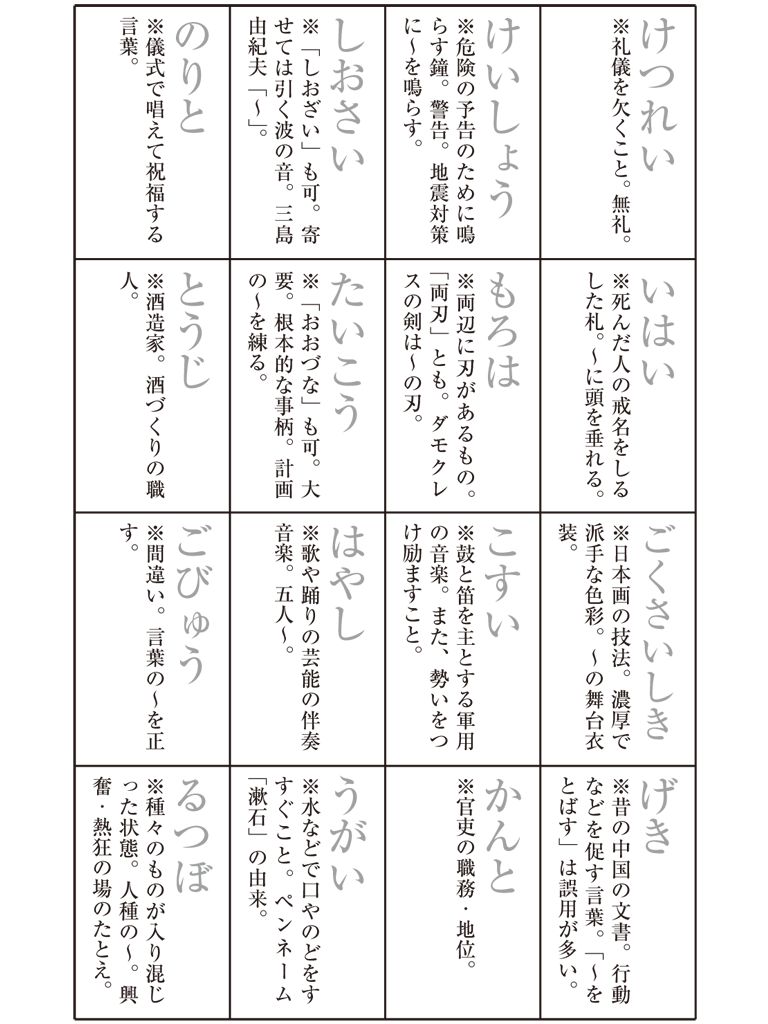 けつれい
※礼儀を欠くこと。無礼。
けいしょう
※危険の予告のために鳴
らす鐘。警告。地震対策
に～を鳴らす。
しおさい
※「しおざい」も可。寄
せては引く波の音。三島
由紀夫「～」。
のりと
※儀式で唱えて祝福する
言葉。
いはい
※死んだ人の戒名をしる
した札。～に頭を垂れる。
もろは
※両辺に刃があるもの。
「両刃」とも。ダモクレ
スの剣は～の刃。
たいこう
※「おおづな」も可。大
要。根本的な事柄。計画
の～を練る。
とうじ
※酒造家。酒づくりの職
人。
ごくさいしき
※日本画の技法。濃厚で
派手な色彩。～の舞台衣
装。
こすい
※鼓と笛を主とする軍用
の音楽。また、勢いをつ
け励ますこと。
はやし
※歌や踊りの芸能の伴奏
音楽。五人～。
ごびゅう
※間違い。言葉の～を正
す。
げき
※昔の中国の文書。行動
などを促す言葉。「～を
とばす」は誤用が多い。
かんと
※官吏の職務・地位。
うがい
※水などで口やのどをす
すぐこと。ペンネーム
「漱石」の由来。
るつぼ
※種々のものが入り混じ
った状態。人種の～。興
奮・熱狂の場のたとえ。